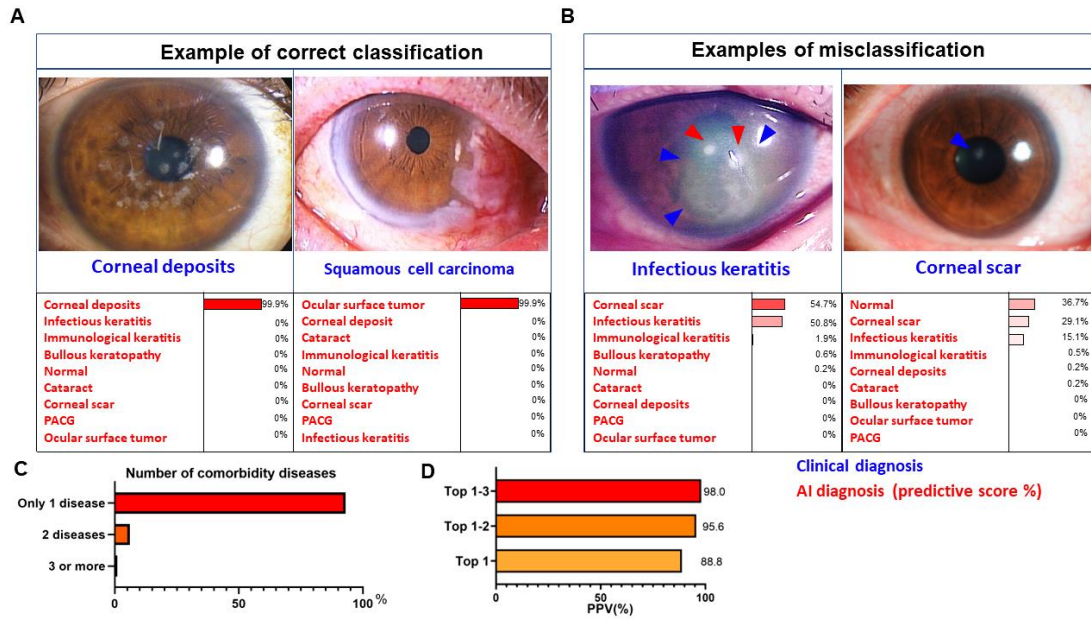 A
Example of correct classification
Corneal deposits
Squamous cell carcinoma
Corneal deposits 99.9%
Infectious keratitis 0%
Immunological keratitis 0%
Bullous keratopathy 0%
Normal 0%
Cataract 0%
Corneal scar 0%
PACG 0%
Ocular surface tumor 0%
Ocular surface tumor 99.9%
Corneal deposit 0%
Cataract 0%
Immunological keratitis 0%
Normal 0%
Bullous keratopathy 0%
Corneal scar 0%
PACG 0%
Infectious keratitis 0%
B
Examples of misclassification
Infectious keratitis
Corneal scar
Corneal scar 54.7%
Infectious keratitis 50.8%
Immunological keratitis 1.9%
Bullous keratopathy 0.6%
Normal 0.2%
Cataract 0%
Corneal deposits 0%
PACG 0%
Ocular surface tumor 0%
Normal 36.7%
Corneal scar 29.1%
Infectious keratitis 15.1%
Immunological keratitis 0.5%
Corneal deposits 0.2%
Cataract 0.2%
Bullous keratopathy 0%
Ocular surface tumor 0%
PACG 0%
Clinical diagnosis
AI diagnosis (predictive score %)
C
Number of comorbidity diseases
Only 1 disease
2 diseases
3 or more
0 50 100 %
D
Top 1-3 98.0
Top 1-2 95.6
Top 1 88.8
0 50 100
PPV(%)